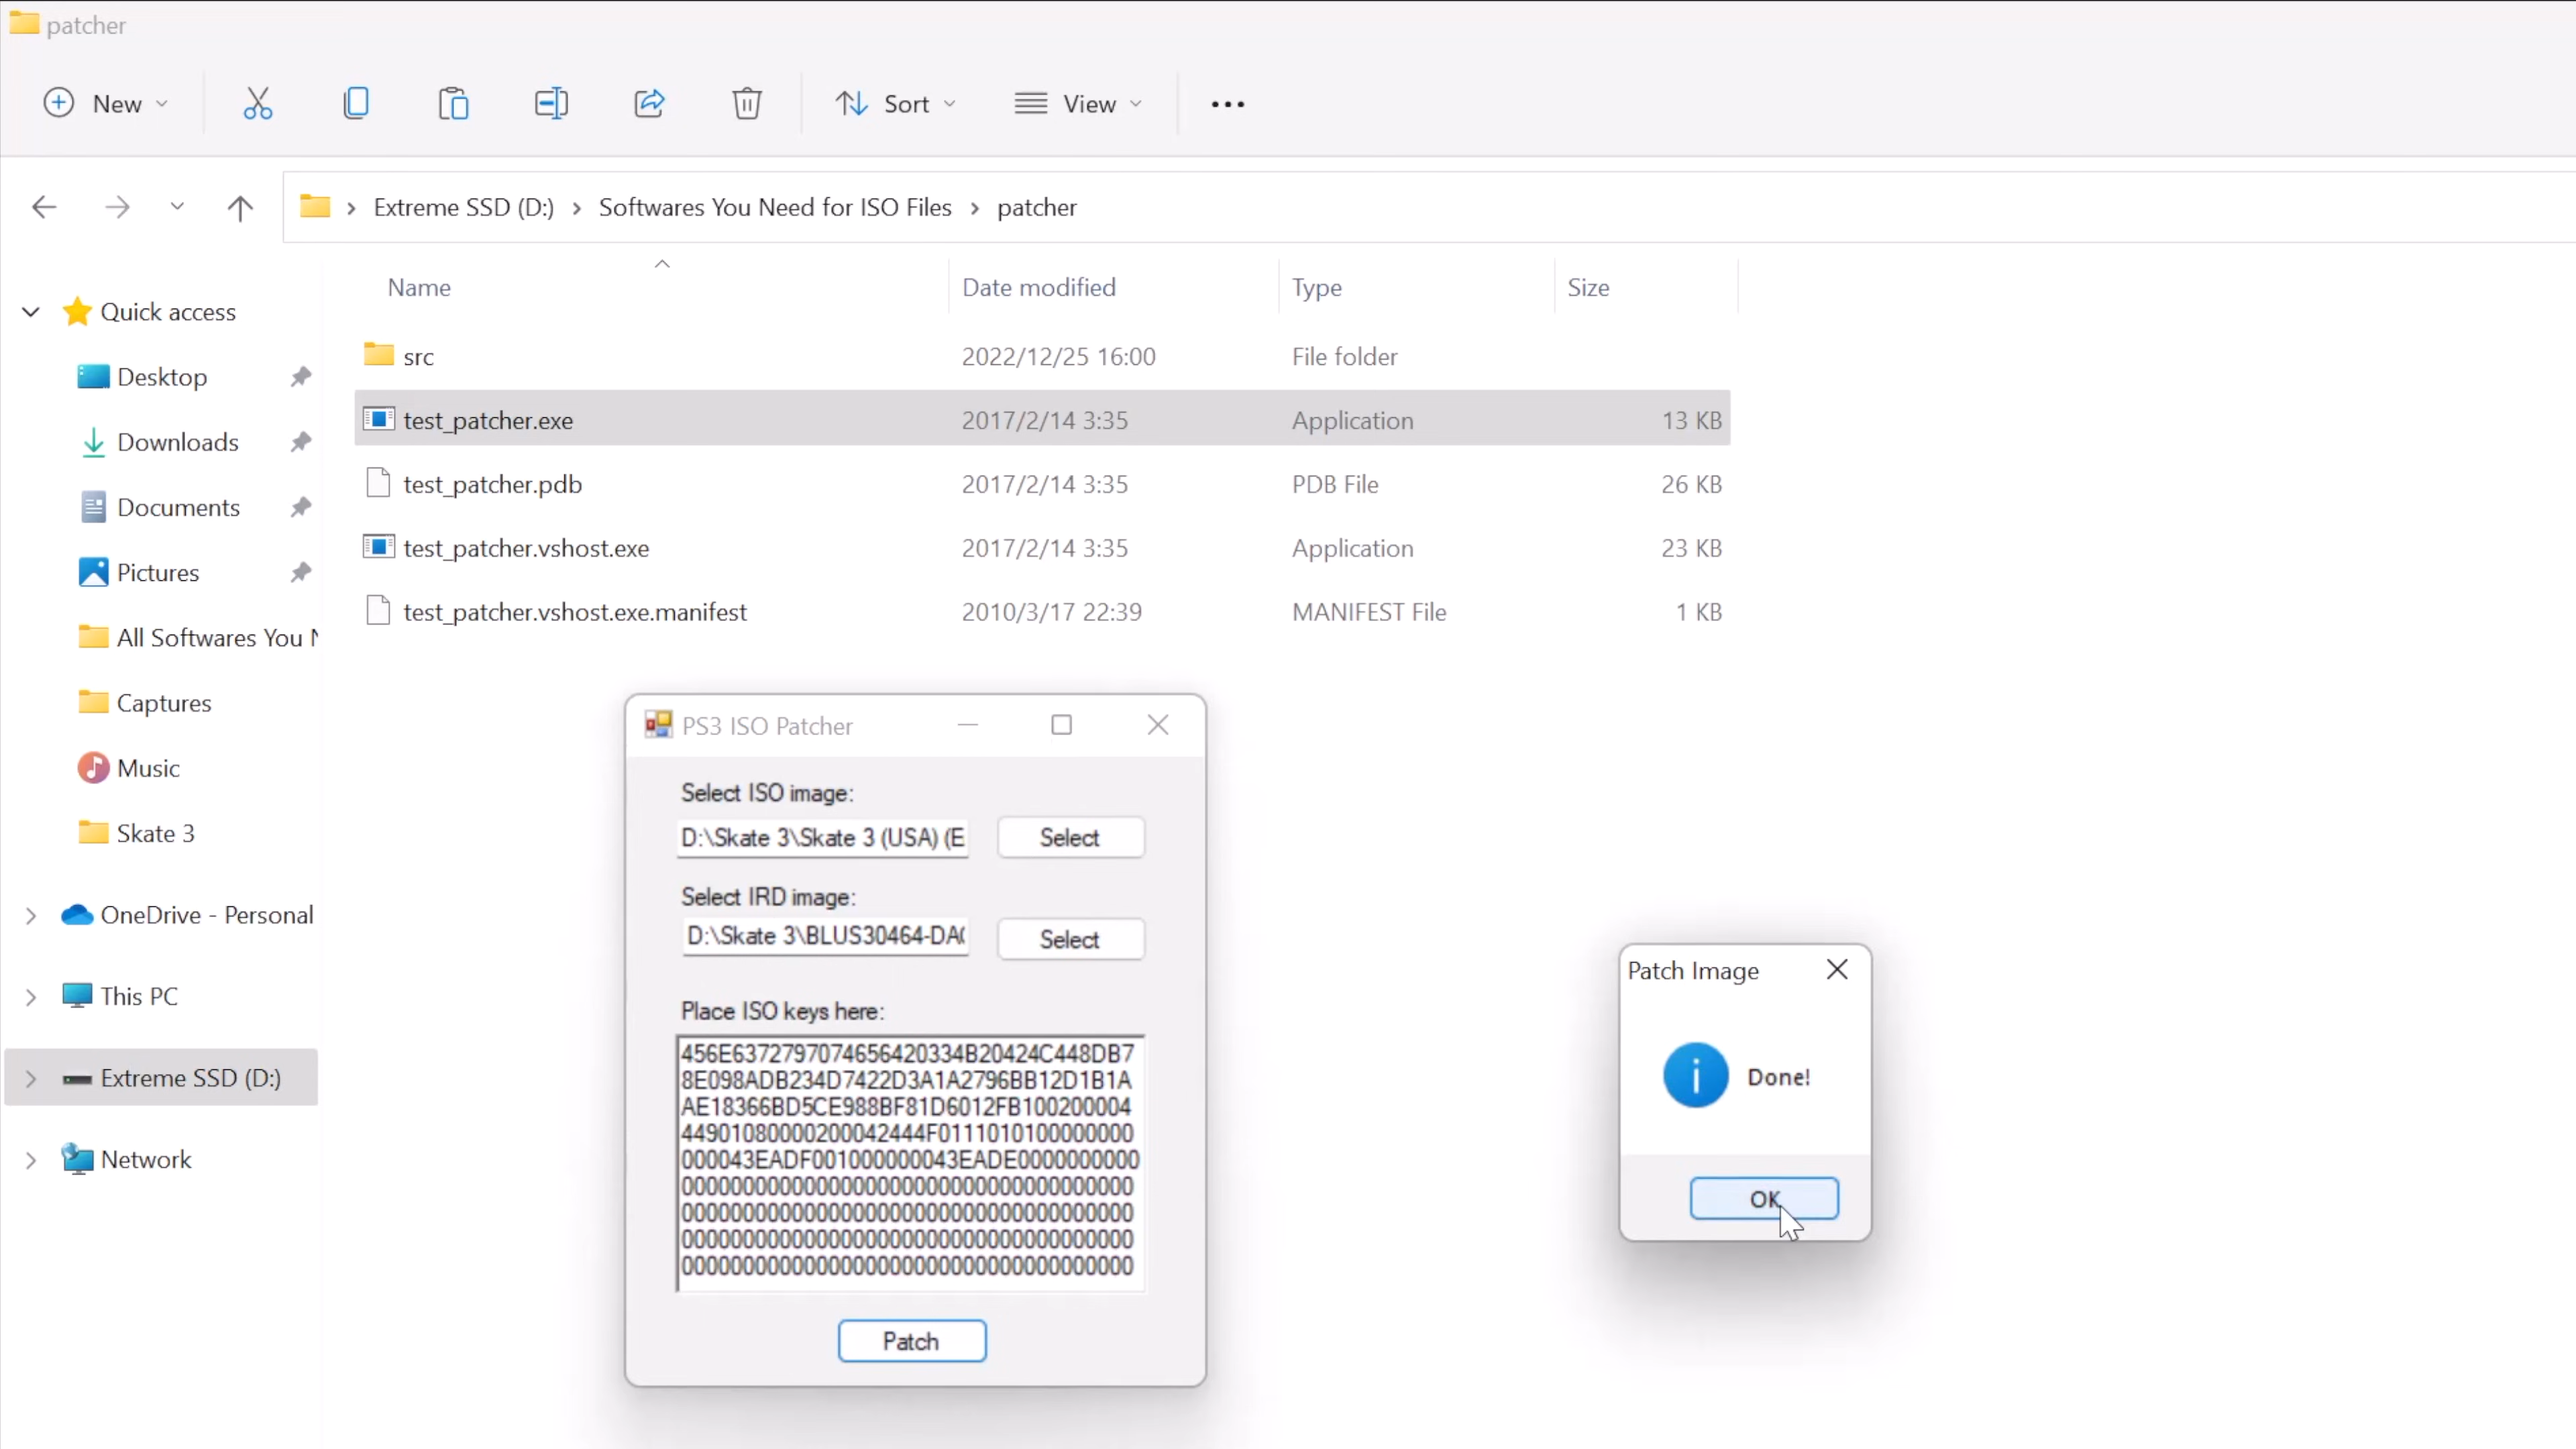 patcher
New
Sort
View
Extreme SSD (D:) > Softwares You Need for ISO Files > patcher
Name Date modified Type Size
Quick access
Desktop
Downloads
Documents
Pictures
All Softwares You N
Captures
Music
Skate 3
OneDrive - Personal
This PC
Extreme SSD (D:)
Network
src 2022/12/25 16:00 File folder
test_patcher.exe 2017/2/14 3:35 Application 13 KB
test_patcher.pdb 2017/2/14 3:35 PDB File 26 KB
test_patcher.vshost.exe 2017/2/14 3:35 Application 23 KB
test_patcher.vshost.exe.manifest 2010/3/17 22:39 MANIFEST File 1 KB
PS3 ISO Patcher
Select ISO image:
D:\Skate 3\Skate 3 (USA) (E Select
Select IRD image:
D:\Skate 3\BLUS30464-DA Select
Place ISO keys here:
456E6372797074656420334B20424C448DB7
8E098ADB234D7422D3A1A2796BB12D1B1A
AE18366BD5CE988BF81D6012FB100200004
44901080000200042444F0111010100000000
000043EADF001000000043EADE0000000000
000000000000000000000000000000000000
000000000000000000000000000000000000
000000000000000000000000000000000000
000000000000000000000000000000000000
Patch
Patch Image
Done!
OK